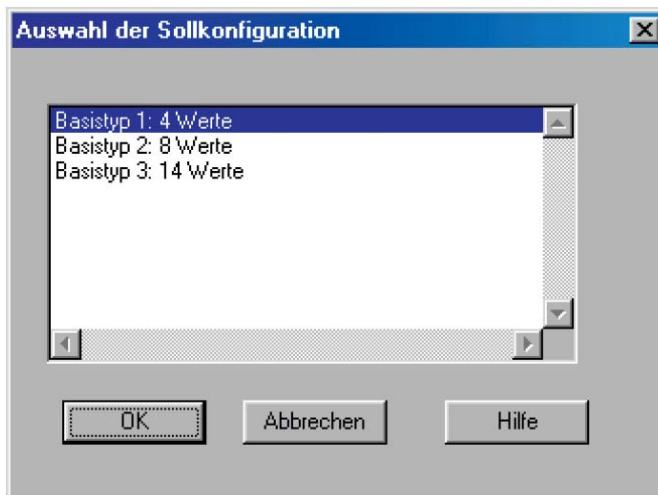 Auswahl der Sollkonfiguration
Basistyp 1: 4 Werte
Basistyp 2: 8 Werte
Basistyp 3: 14 Werte
OK
Abbrechen
Hilfe